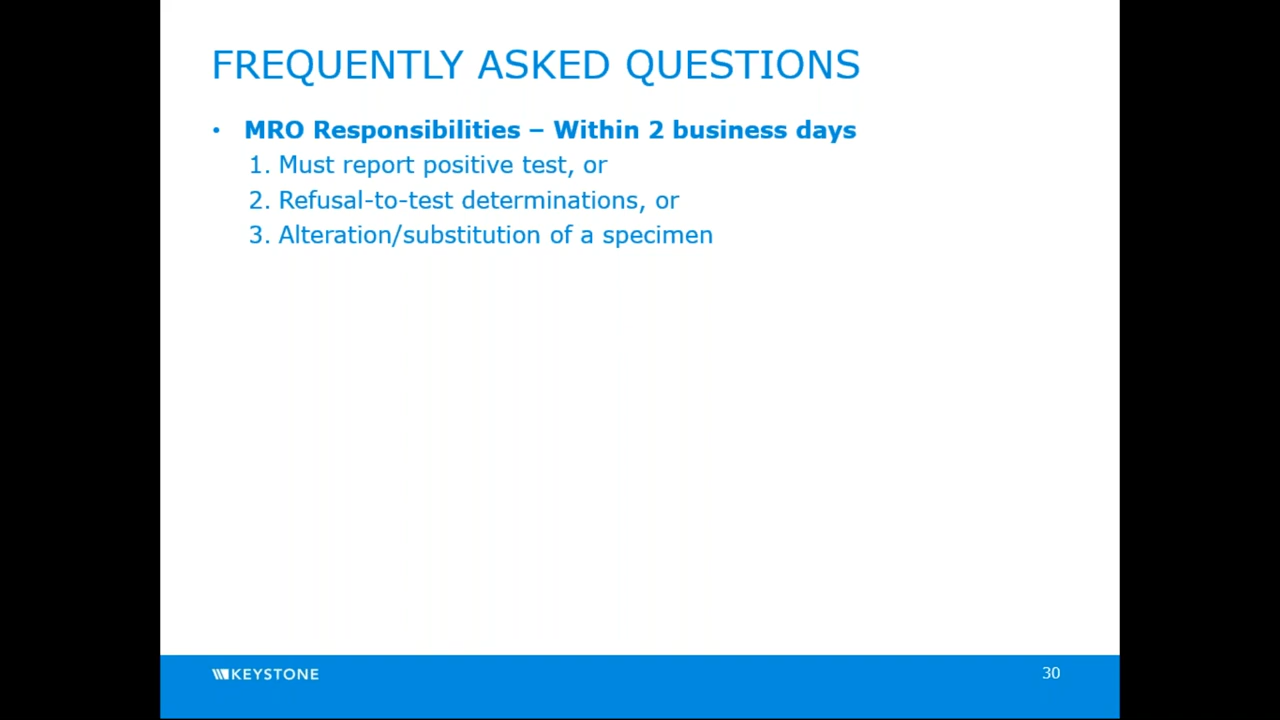 FREQUENTLY ASKED QUESTIONS
• MRO Responsibilities – Within 2 business days
1. Must report positive test, or
2. Refusal-to-test determinations, or
3. Alteration/substitution of a specimen
KEYSTONE
30